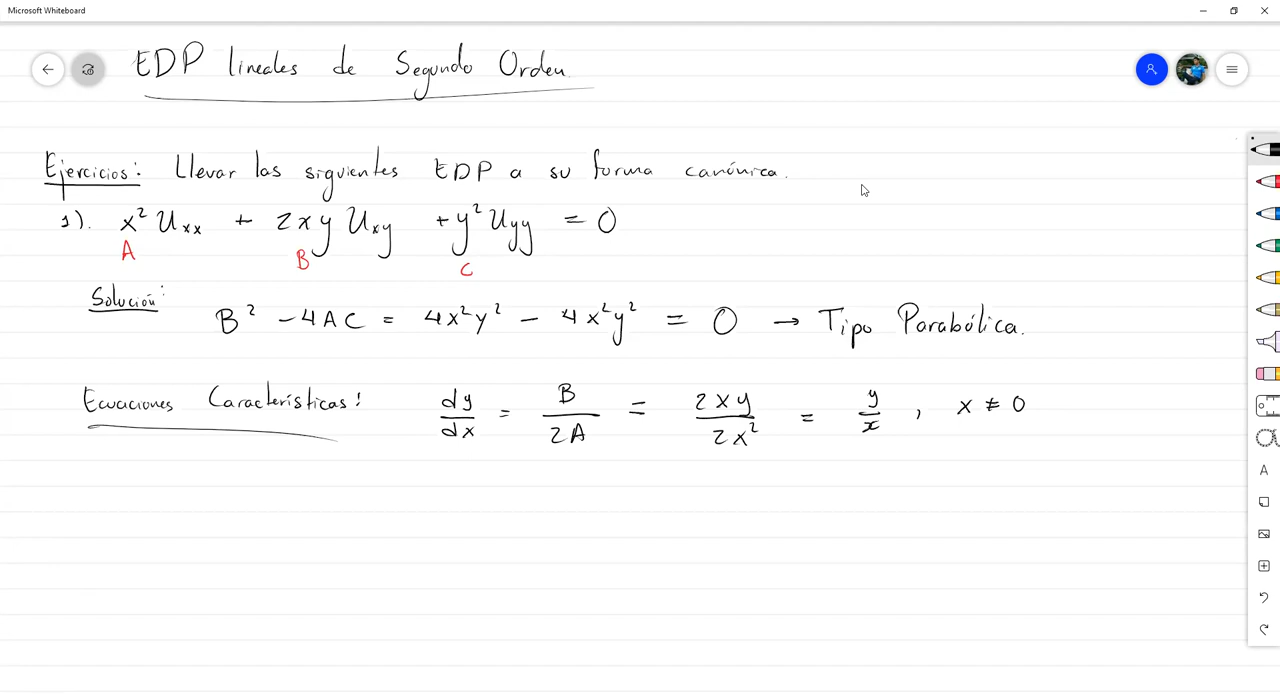 Microsoft Whiteboard
EDP lineales de Segundo Orden.
Ejercicios: Llevar las siguientes EDP a su forma canónica.
1). x² Uxx + 2xy Uxy + y² Uyy = 0
A B C
Solución:
B² - 4AC = 4x²y² - 4x²y² = 0 → Tipo Parabólica.
Ecuaciones Características: dy/dx = B/2A = 2xy/2x² = y/x , x ≠ 0
A